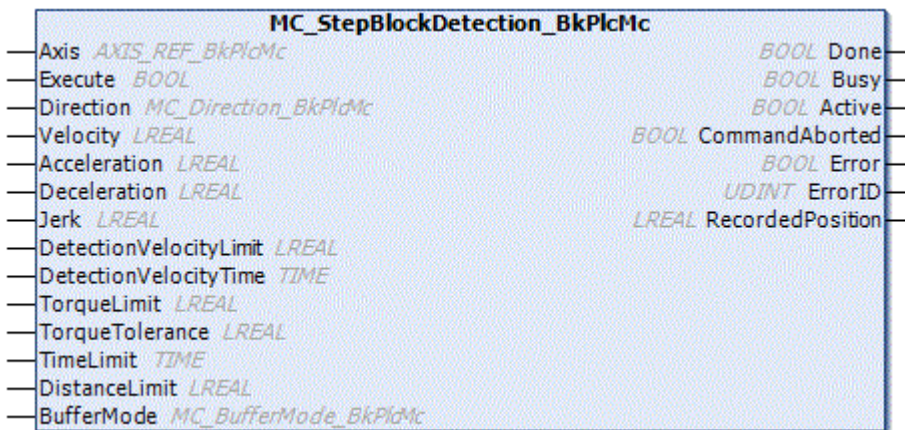 MC_StepBlockDetection_BkPlcMc
Axis AXIS_REF_BkPlcMc BOOL Done
Execute BOOL BOOL Busy
Direction MC_Direction_BkPlcMc BOOL Active
Velocity LREAL BOOL CommandAborted
Acceleration LREAL BOOL Error
Deceleration LREAL UDINT ErrorID
Jerk LREAL LREAL RecordedPosition
DetectionVelocityLimit LREAL
DetectionVelocityTime TIME
TorqueLimit LREAL
TorqueTolerance LREAL
TimeLimit TIME
DistanceLimit LREAL
BufferMode MC_BufferMode_BkPlcMc